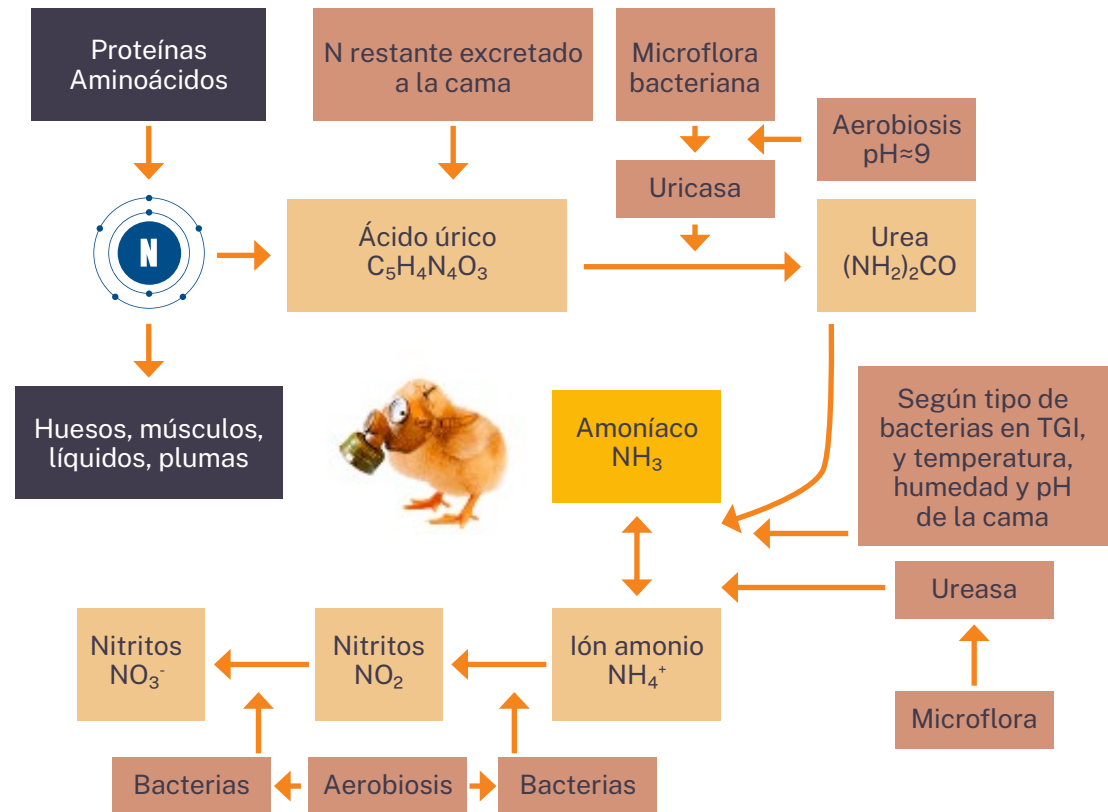 Proteínas
Aminoácidos
N restante excretado
a la cama
Microflora
bacteriana
Aerobiosis
pH≈9
Uricasa
N
Ácido úrico
C₅H₄N₄O₃
Urea
(NH₂)₂CO
Huesos, músculos,
líquidos, plumas
Amoníaco
NH₃
Según tipo de
bacterias en TGI,
y temperatura,
humedad y pH
de la cama
Ureasa
Nitritos
NO₃⁻
Nitritos
NO₂
Ión amonio
NH₄⁺
Microflora
Bacterias
Aerobiosis
Bacterias